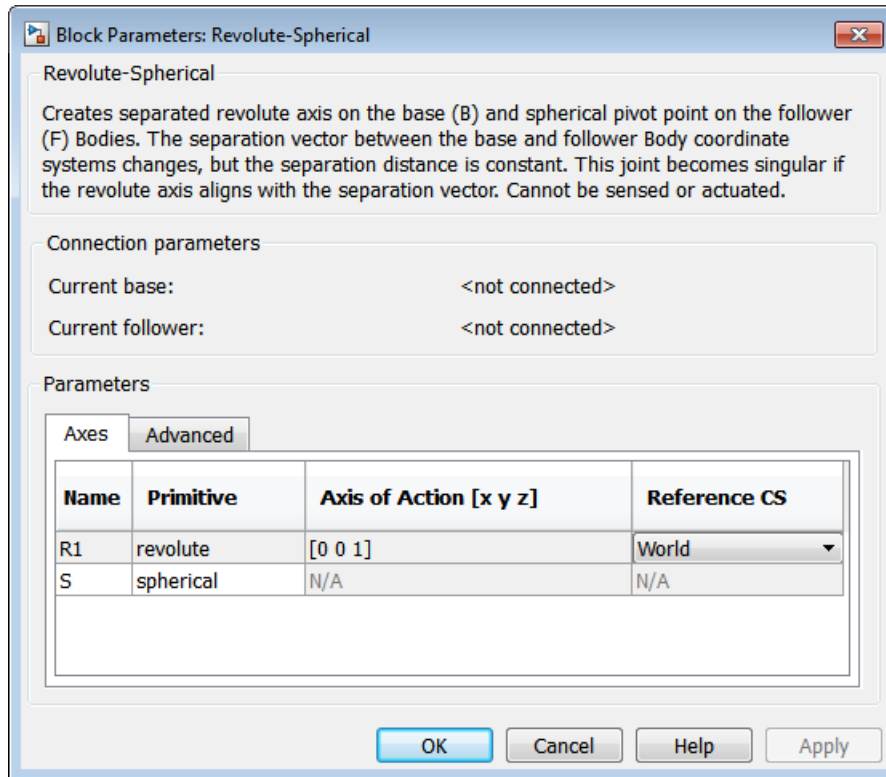 Block Parameters: Revolute-Spherical
Revolute-Spherical
Creates separated revolute axis on the base (B) and spherical pivot point on the follower
(F) Bodies. The separation vector between the base and follower Body coordinate
systems changes, but the separation distance is constant. This joint becomes singular if
the revolute axis aligns with the separation vector. Cannot be sensed or actuated.
Connection parameters
Current base: <not connected>
Current follower: <not connected>
Parameters
Axes Advanced
Name Primitive Axis of Action [x y z] Reference CS
R1 revolute [0 0 1] World
S spherical N/A N/A
OK Cancel Help Apply